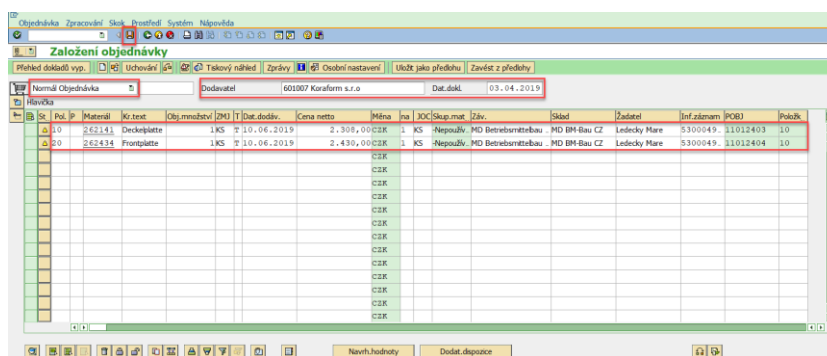 Objednávka Zpracování Skok Prostředí Systém Nápověda
Založení objednávky
Přehled dokladů vyp. Uchování Tiskový náhled Zprávy Osobní nastavení Uložit jako předlohy Zavést z předlohy
Normál Objednávka Dodavatel 601007 Koraform s.r.o Dat.dokl. 03.04.2019
Hlavička
St Pol. P Materiál Kr.text Obj.množství ZMJ T Dat.dodáv. Cena netto Měna na JOC Skup.mat Záv. Sklad Žadatel Inf.záznam POBJ Položk
10 262141 Deckelplatte 1 KS T 10.06.2019 2.308,00 CZK 1 KS -Nepoužív. MD Betriebsmittelbau .. MD BM-Bau CZ Ledecky Mare 5300049. 11012403 10
20 262434 Frontplatte 1 KS T 10.06.2019 2.430,00 CZK 1 KS -Nepoužív. MD Betriebsmittelbau .. MD BM-Bau CZ Ledecky Mare 5300049. 11012404 10
CZK
CZK
CZK
CZK
CZK
CZK
CZK
CZK
CZK
CZK
CZK
CZK
Navrh.hodnoty Dodat.dispozice